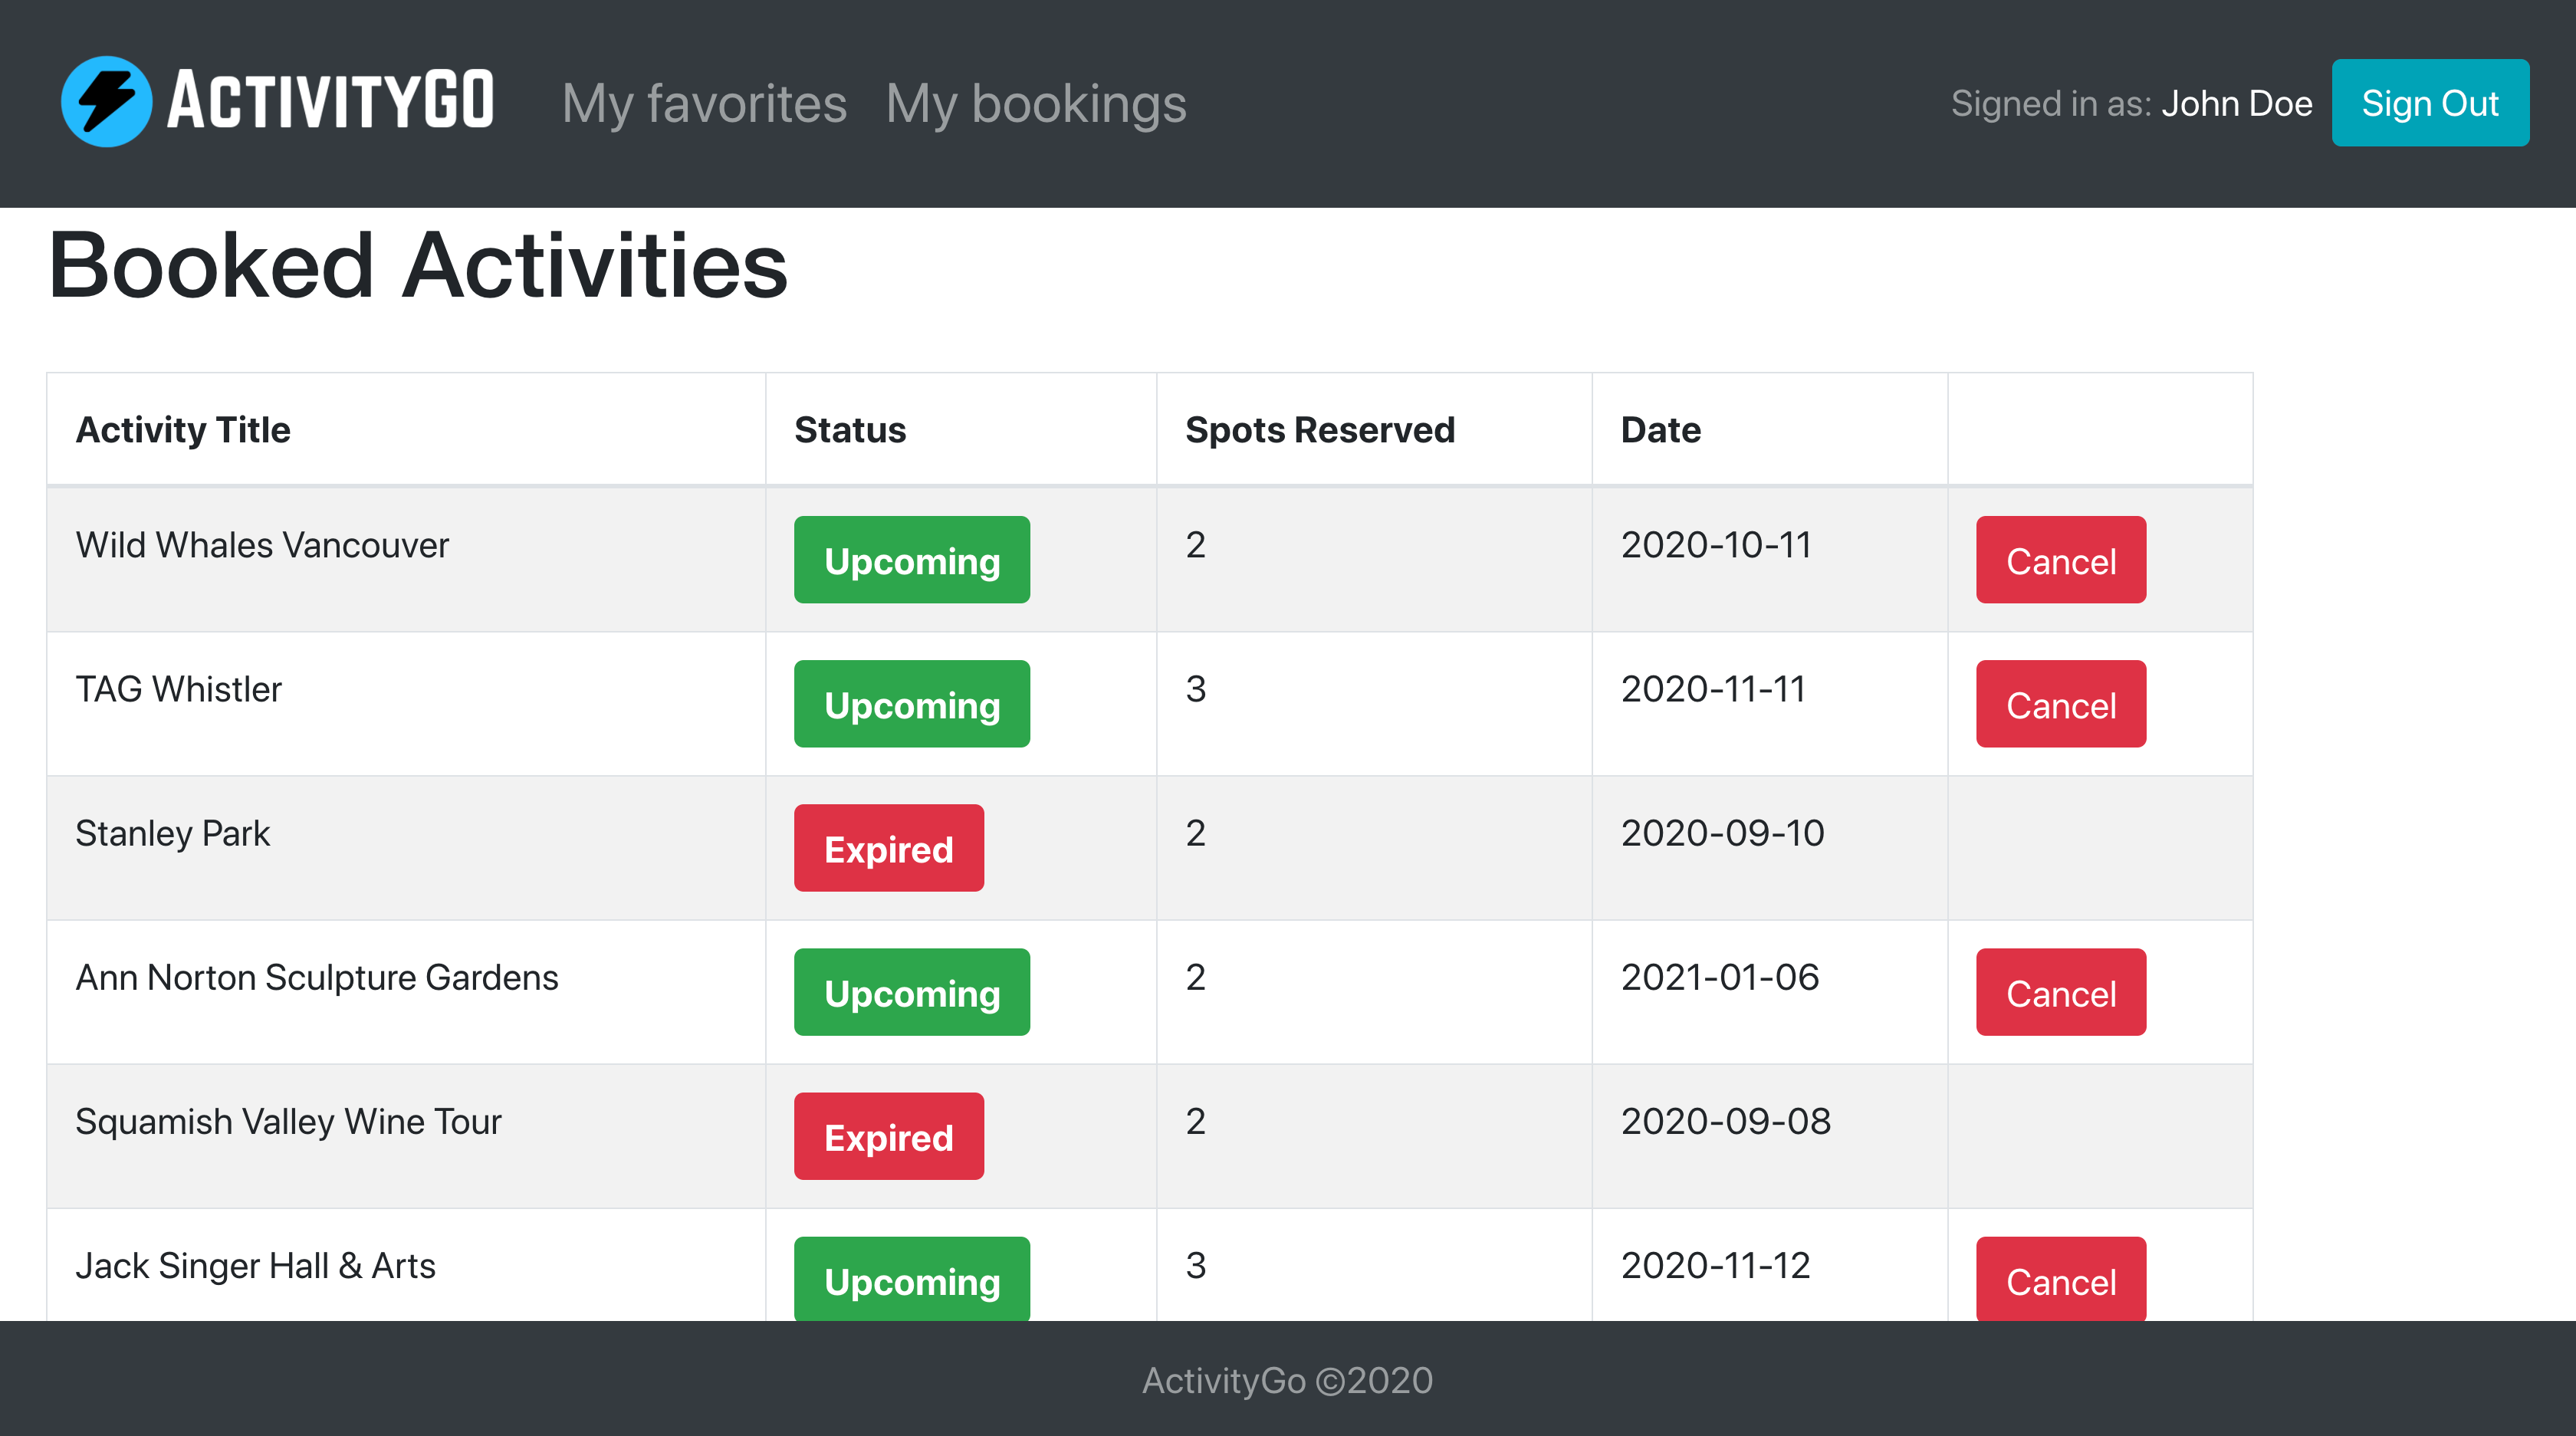 ACTIVITYGO My favorites My bookings Signed in as: John Doe Sign Out
Booked Activities
Activity Title Status Spots Reserved Date
Wild Whales Vancouver Upcoming 2 2020-10-11 Cancel
TAG Whistler Upcoming 3 2020-11-11 Cancel
Stanley Park Expired 2 2020-09-10
Ann Norton Sculpture Gardens Upcoming 2 2021-01-06 Cancel
Squamish Valley Wine Tour Expired 2 2020-09-08
Jack Singer Hall & Arts Upcoming 3 2020-11-12 Cancel
ActivityGo ©2020